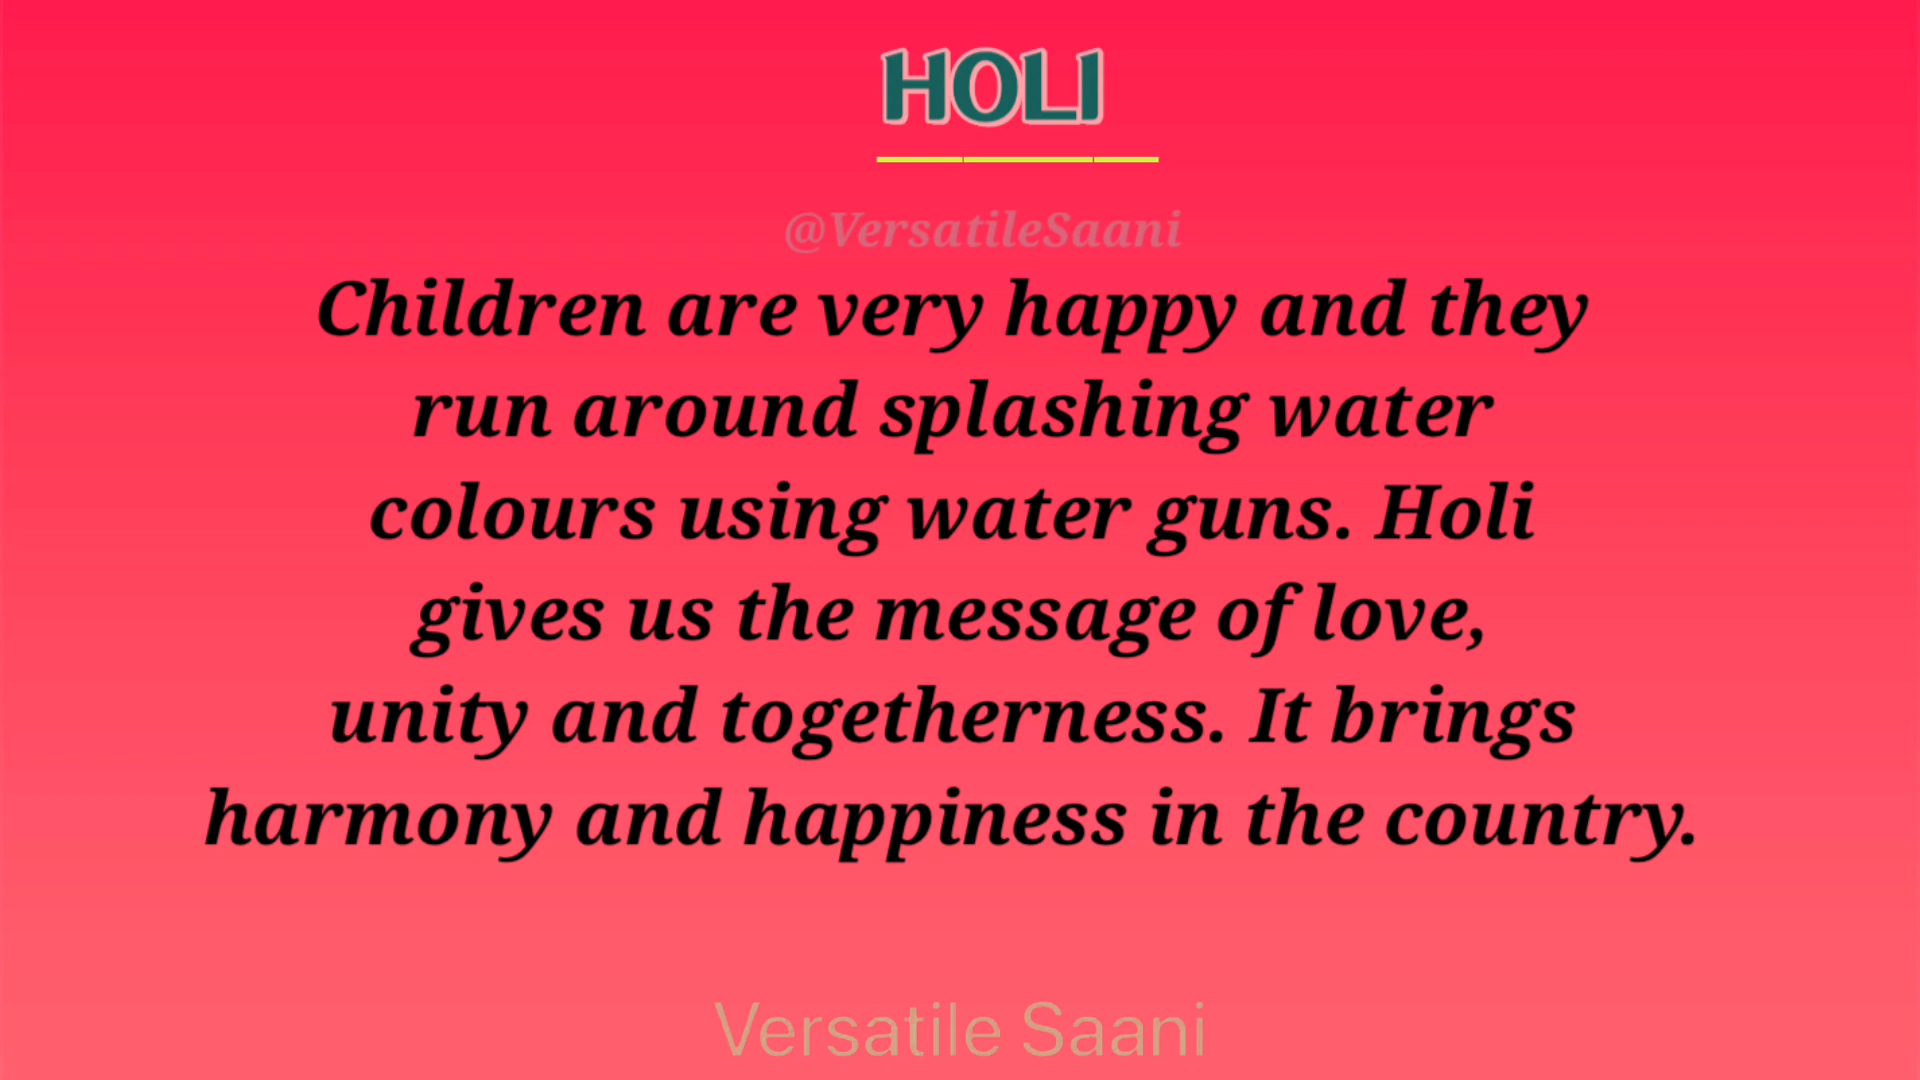 HOLI
@VersatileSaani
Children are very happy and they
run around splashing water
colours using water guns. Holi
gives us the message of love,
unity and togetherness. It brings
harmony and happiness in the country.
Versatile Saani